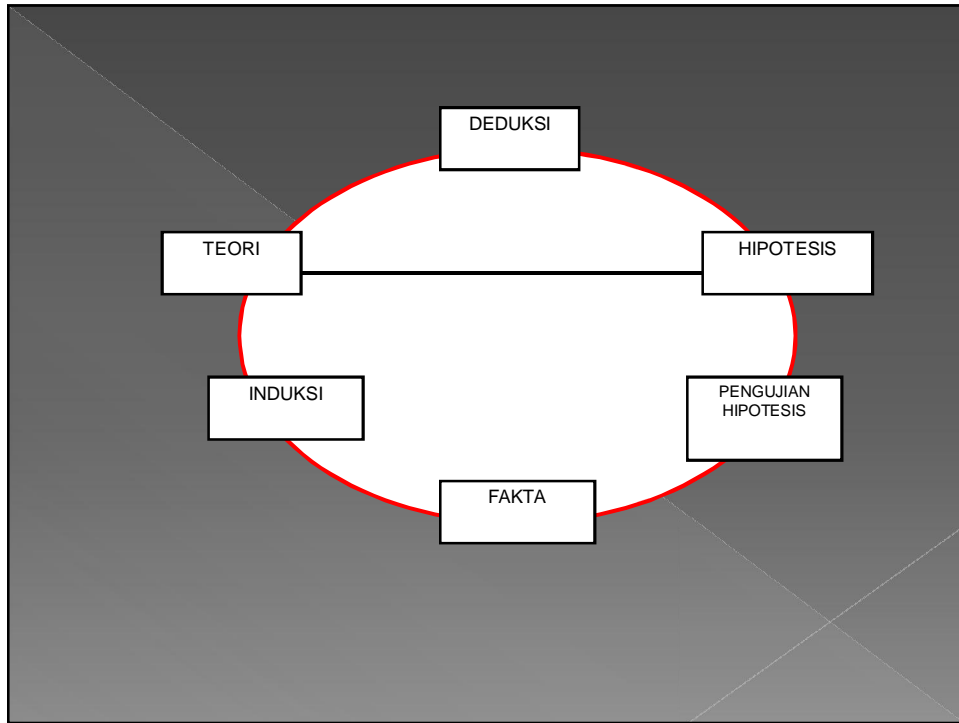 DEDUKSI
TEORI
HIPOTESIS
INDUKSI
PENGUJIAN
HIPOTESIS
FAKTA